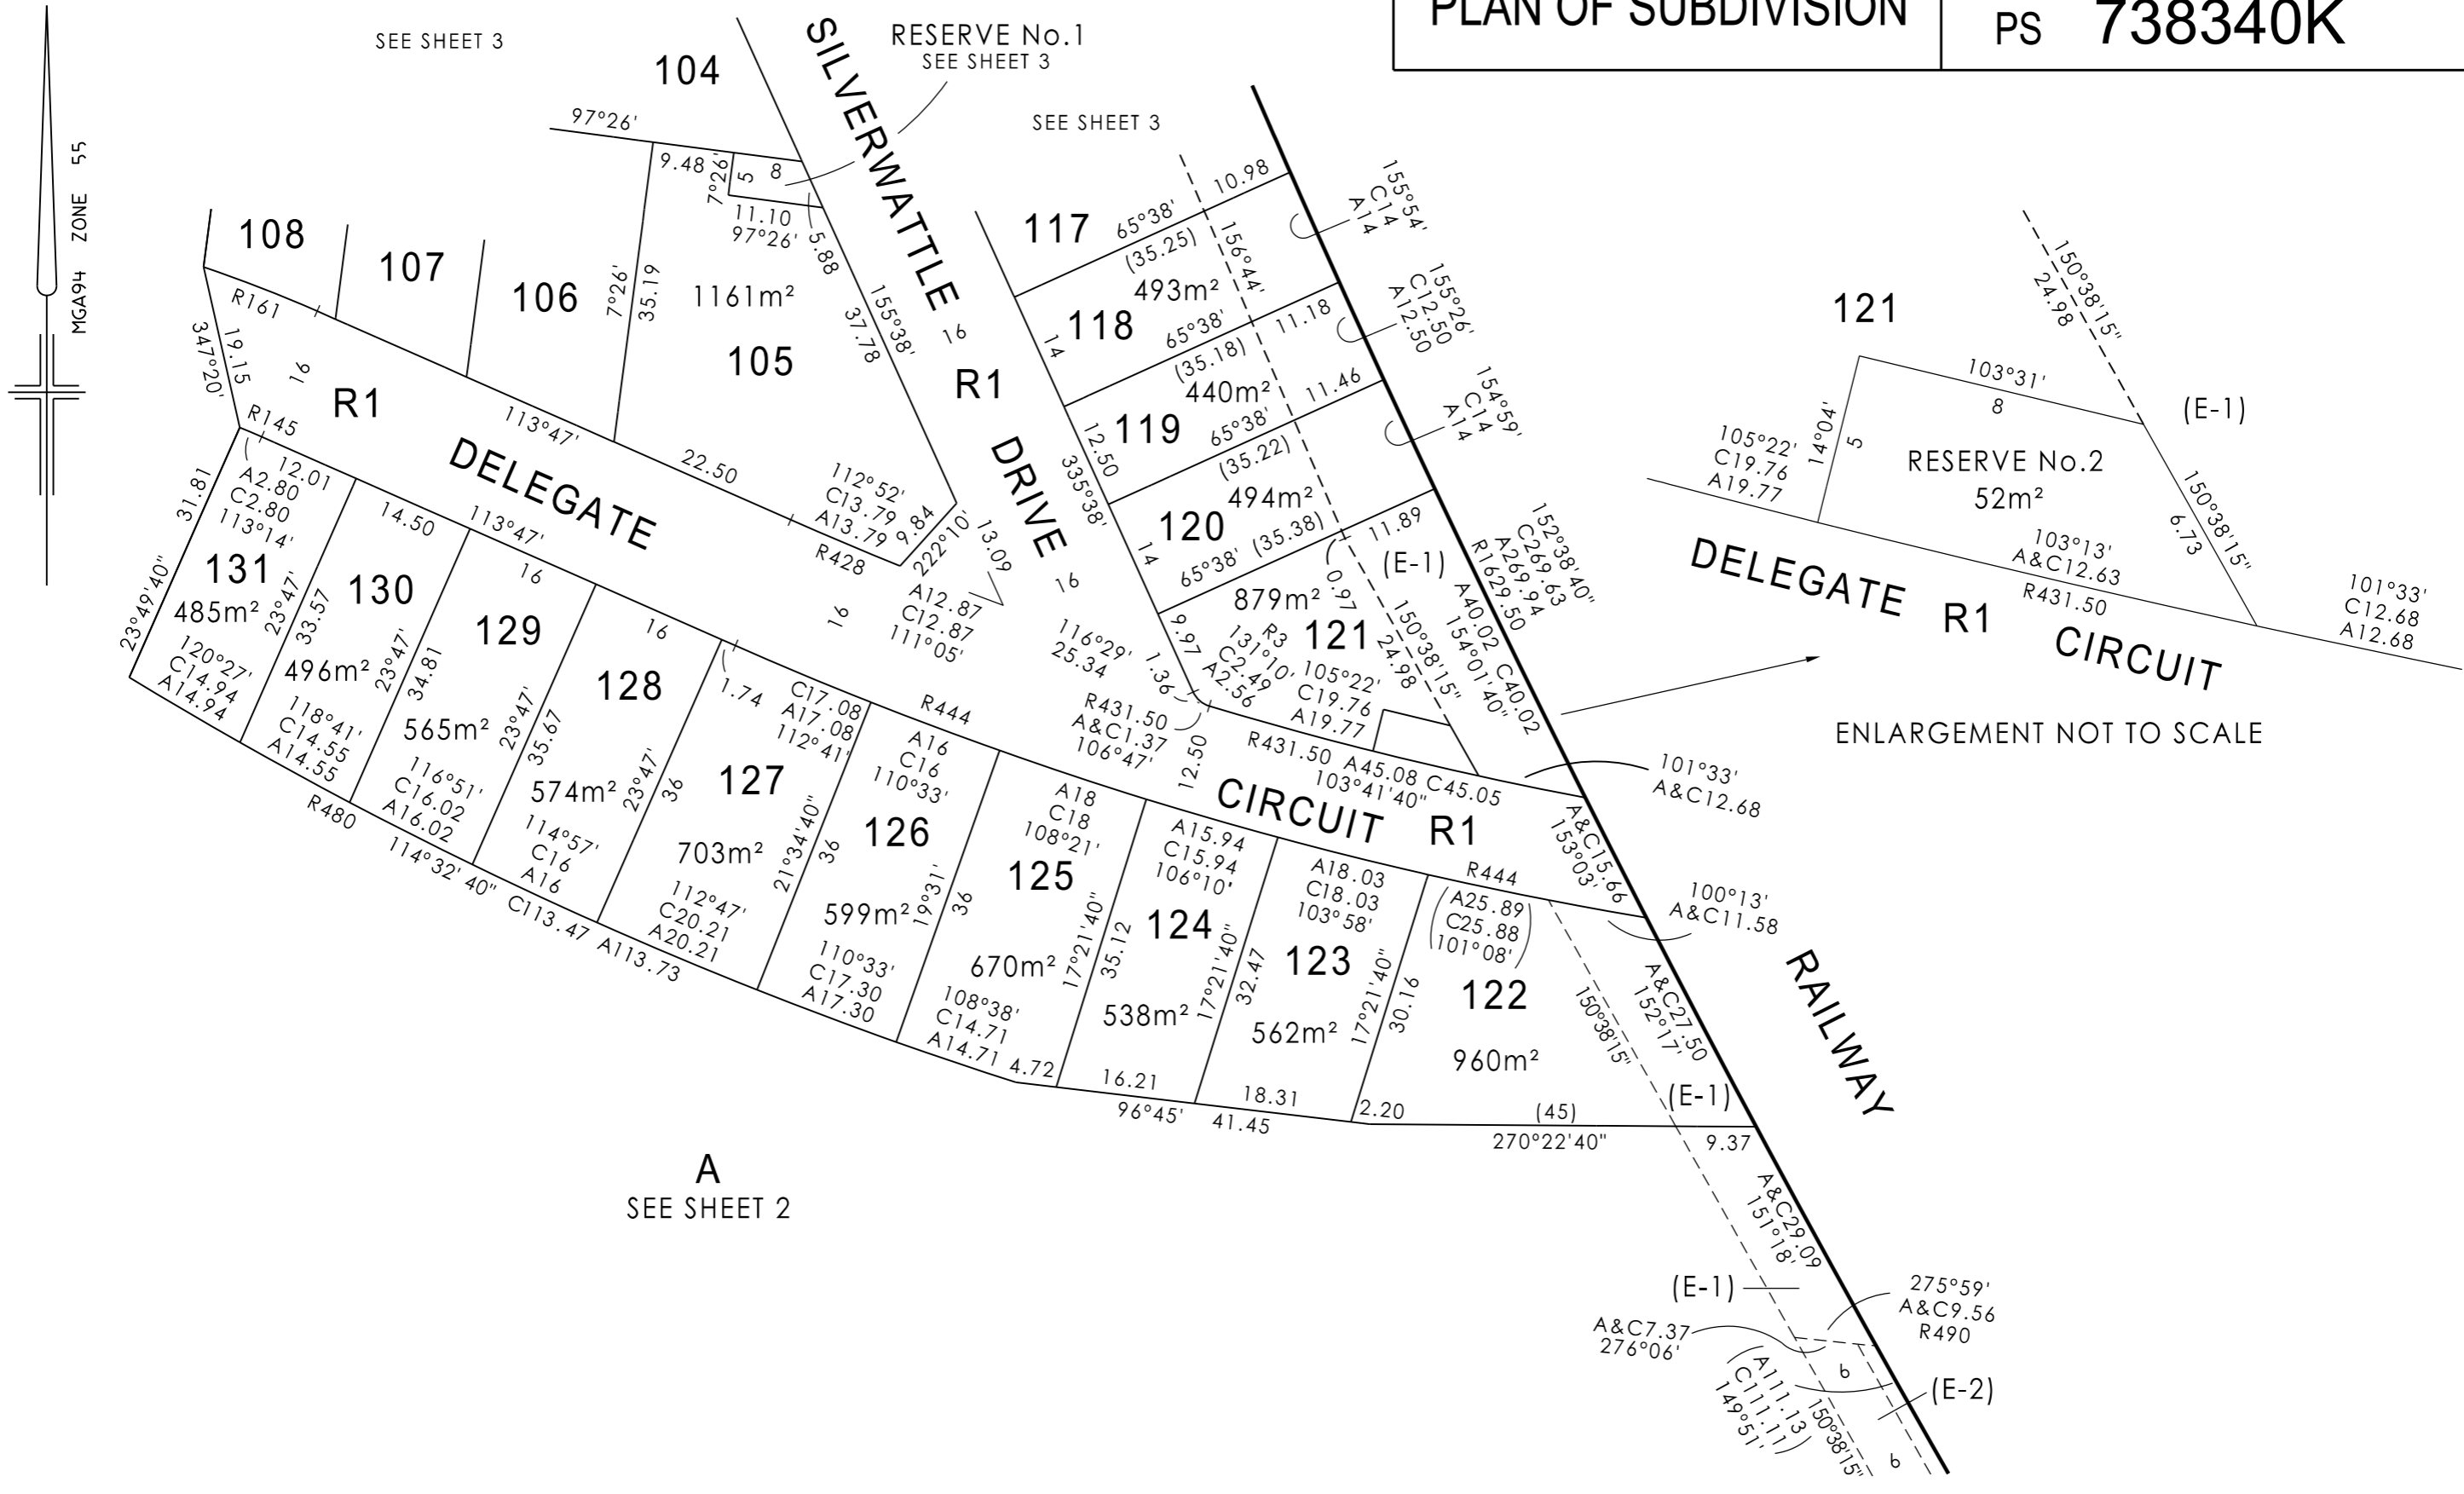 PLAN OF SUBDIVISION
PS 738340K
MGA94 ZONE 55
SEE SHEET 3
104
SILVERWATTLE
RESERVE No.1
SEE SHEET 3
SEE SHEET 3
97°26'
9.48
7°26'
5
8
11.10
97°26'
5.88
108
107
106
7°26'
35.19
1161m²
105
155°38'
37.78
16
R1
DRIVE
16
117
65°38'
(35.25)
10.98
156°44'
155°54'
C14
A14
14
118
493m²
65°38'
(35.18)
11.18
155°26'
C12.50
A12.50
12.50
335°38'
119
440m²
65°38'
(35.22)
11.46
154°59'
C14
A14
14
120
494m²
65°38'
(35.38)
11.89
(E-1)
152°38'40"
C269.63
A269.94
R1629.50
R161
347°20'
19.15
16
R1
R145
113°47'
DELEGATE
22.50
112°52'
C13.79
A13.79
9.84
R428
222°10'
13.09
16
A12.87
C12.87
111°05'
116°29'
25.34
9.97
1.36
R3
131°10'
C2.49
A2.56
879m²
121
0.97
150°38'15"
24.98
A40.02 C40.02
154°01'40"
105°22'
C19.76
A19.77
R431.50
A&C1.37
106°47'
12.50
R431.50 A45.08 C45.05
103°41'40"
CIRCUIT
R1
101°33'
A&C12.68
A&C15.66
153°03'
100°13'
A&C11.58
R444
R444
121
150°38'15"
24.98
103°31'
8
(E-1)
14°04'
5
105°22'
C19.76
A19.77
RESERVE No.2
52m²
150°38'15"
6.73
103°13'
A&C12.63
R431.50
101°33'
C12.68
A12.68
DELEGATE R1 CIRCUIT
ENLARGEMENT NOT TO SCALE
31.81
23°49'40"
12.01
A2.80
C2.80
113°14'
131
485m²
120°27'
C14.94
A14.94
23°47'
33.57
14.50
113°47'
130
496m²
118°41'
C14.55
A14.55
23°47'
34.81
16
129
565m²
116°51'
C16.02
A16.02
23°47'
35.67
16
128
574m²
114°57'
C16
A16
23°47'
36
1.74
C17.08
A17.08
112°41'
127
703m²
112°47'
C20.21
A20.21
21°34'40"
36
A16
C16
110°33'
126
599m²
110°33'
C17.30
A17.30
19°31'
36
A18
C18
108°21'
125
670m²
108°38'
C14.71
A14.71
4.72
17°21'40"
35.12
A15.94
C15.94
106°10'
124
538m²
16.21
17°21'40"
32.47
A18.03
C18.03
103°58'
123
562m²
18.31
17°21'40"
30.16
A25.89
C25.88
101°08'
122
960m²
2.20
(45)
270°22'40"
9.37
(E-1)
150°38'15"
A&C27.50
152°17'
RAILWAY
R480
114°32' 40"
C113.47
A113.73
96°45'
41.45
A
SEE SHEET 2
A&C29.09
151°18'
(E-1)
275°59'
A&C9.56
R490
A&C7.37
276°06'
A111.13
C111.11
149°51'
150°38'15"
6
(E-2)
6